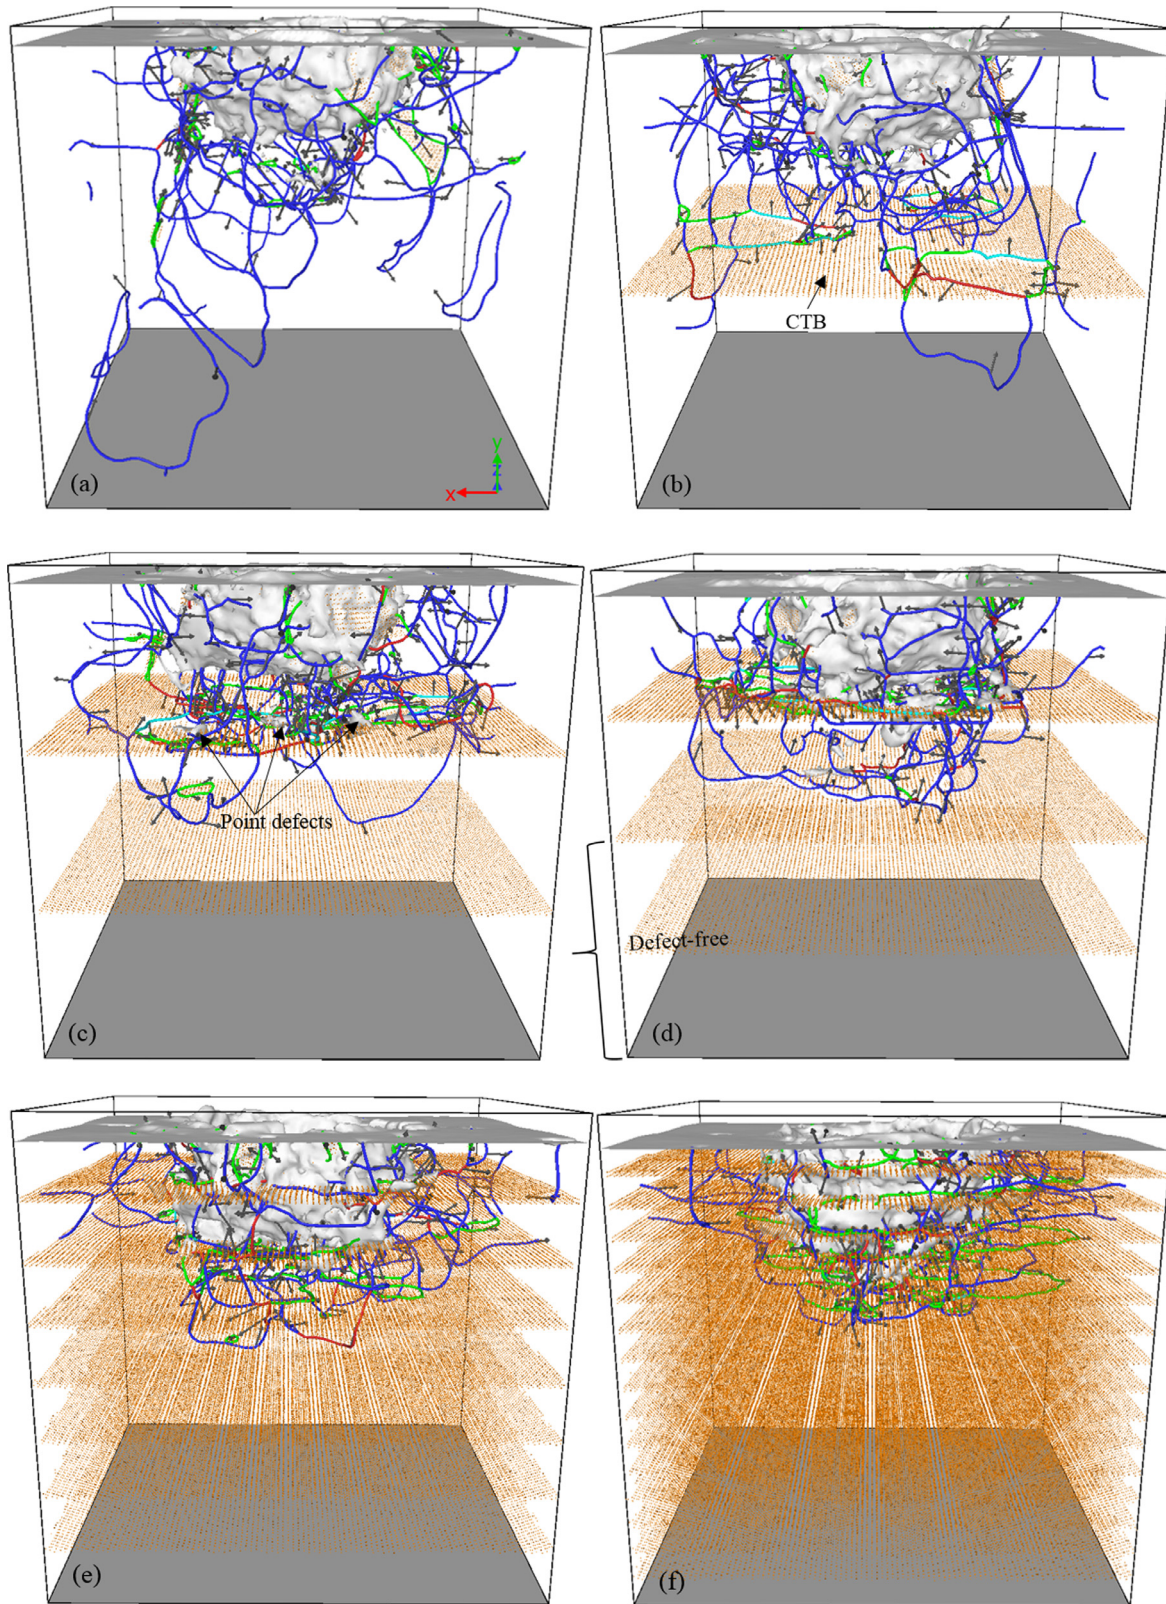 y
z
x
(a)
CTB
(b)
Point defects
(c)
Defect-free
(d)
(e)
(f)